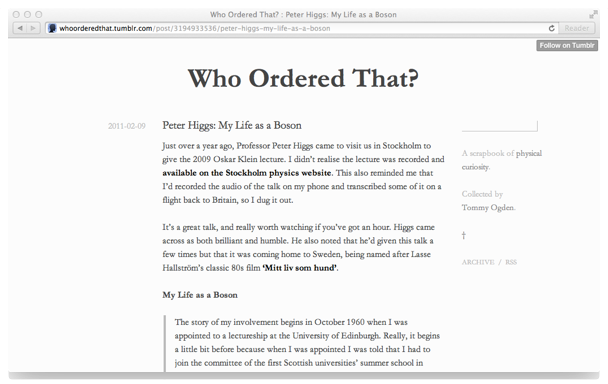 Who Ordered That? : Peter Higgs: My Life as a Boson
whoorderedthat.tumblr.com/post/3194933536/peter-higgs-my-life-as-a-boson
Reader
Follow on Tumblr
Who Ordered That?
2011-02-09
Peter Higgs: My Life as a Boson
Just over a year ago, Professor Peter Higgs came to visit us in Stockholm to
give the 2009 Oskar Klein lecture. I didn’t realise the lecture was recorded and
available on the Stockholm physics website. This also reminded me that
I’d recorded the audio of the talk on my phone and transcribed some of it on a
flight back to Britain, so I dug it out.
It’s a great talk, and really worth watching if you’ve got an hour. Higgs came
across as both brilliant and humble. He also noted that he’d given this talk a
few times but that it was coming home to Sweden, being named after Lasse
Hallström’s classic 80s film ‘Mitt liv som hund’.
My Life as a Boson
The story of my involvement begins in October 1960 when I was
appointed to a lectureship at the University of Edinburgh. Really, it begins
a little bit before because when I was appointed I was told that I had to
join the committee of the first Scottish universities’ summer school in
A scrapbook of physical
curiosity.
Collected by
Tommy Ogden.
†
ARCHIVE / RSS